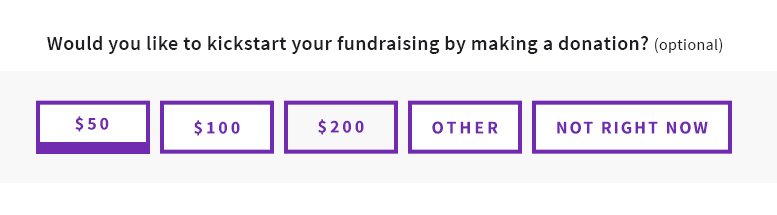 Would you like to kickstart your fundraising by making a donation? (optional)
$50 $100 $200 OTHER NOT RIGHT NOW